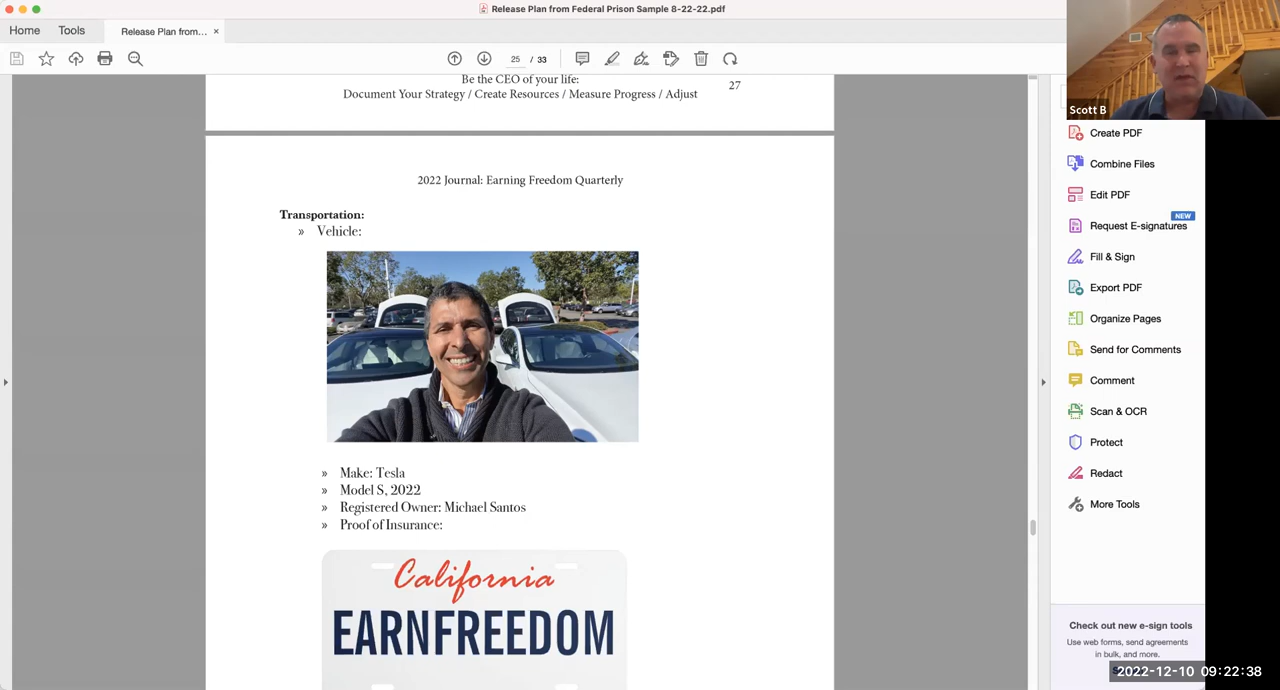 Release Plan from Federal Prison Sample 8-22-22.pdf
Home Tools Release Plan from... ×
25 / 33
Be the CEO of your life:
27
Document Your Strategy / Create Resources / Measure Progress / Adjust
2022 Journal: Earning Freedom Quarterly
Transportation:
» Vehicle:
» Make: Tesla
» Model S, 2022
» Registered Owner: Michael Santos
» Proof of Insurance:
California
EARNFREEDOM
Scott B
Create PDF
Combine Files
Edit PDF
NEW
Request E-signatures
Fill & Sign
Export PDF
Organize Pages
Send for Comments
Comment
Scan & OCR
Protect
Redact
More Tools
Check out new e-sign tools
Use web forms, send agreements
in bulk, and more.
2022-12-10 09:22:38